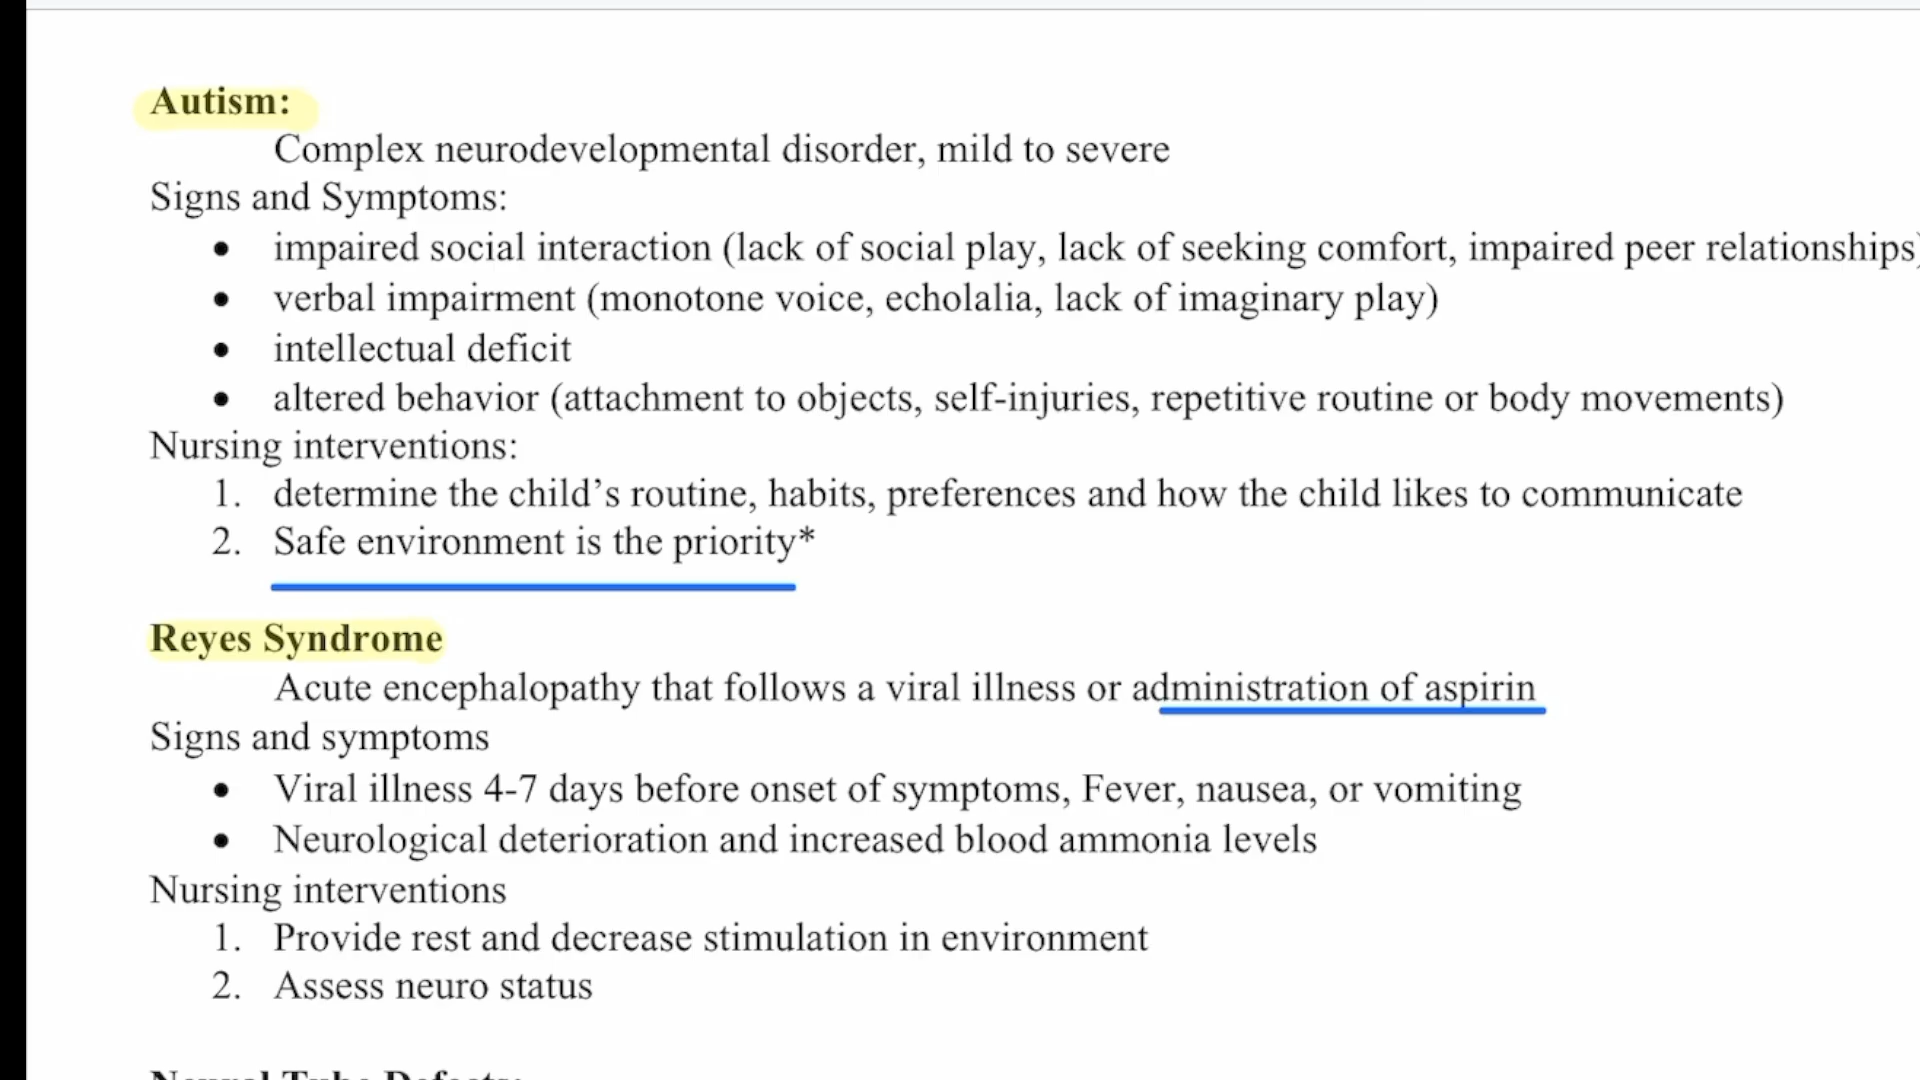 Autism:
Complex neurodevelopmental disorder, mild to severe
Signs and Symptoms:
• impaired social interaction (lack of social play, lack of seeking comfort, impaired peer relationships)
• verbal impairment (monotone voice, echolalia, lack of imaginary play)
• intellectual deficit
• altered behavior (attachment to objects, self-injuries, repetitive routine or body movements)
Nursing interventions:
1. determine the child’s routine, habits, preferences and how the child likes to communicate
2. Safe environment is the priority*
Reyes Syndrome
Acute encephalopathy that follows a viral illness or administration of aspirin
Signs and symptoms
• Viral illness 4-7 days before onset of symptoms, Fever, nausea, or vomiting
• Neurological deterioration and increased blood ammonia levels
Nursing interventions
1. Provide rest and decrease stimulation in environment
2. Assess neuro status
Neural Tube Defects: